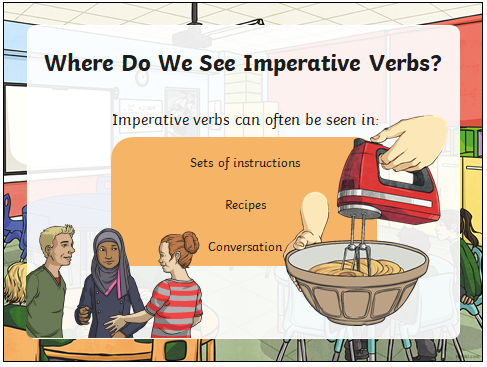 Where Do We See Imperative Verbs?
Imperative verbs can often be seen in:
Sets of instructions
Recipes
Conversation